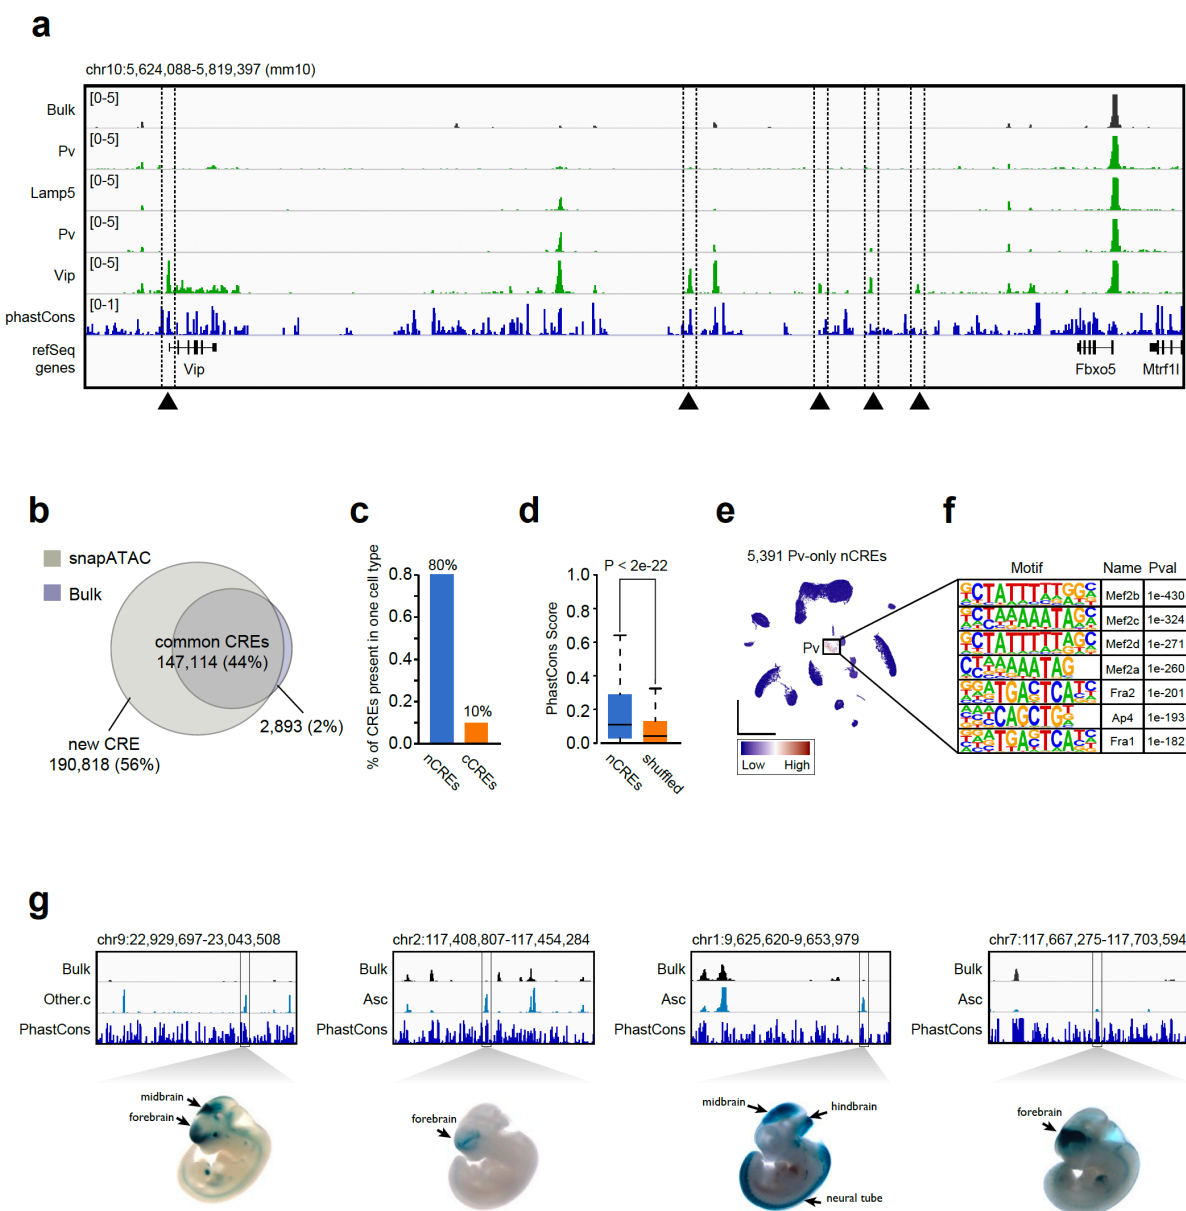 a
chr10:5,624,088-5,819,397 (mm10)
Bulk [0-5]
Pv [0-5]
Lamp5 [0-5]
Pv [0-5]
Vip [0-5]
phastCons [0-1]
refSeq genes
Vip
Fbxo5
Mtrf1l
b
snapATAC
Bulk
common CREs
147,114 (44%)
2,893 (2%)
new CRE
190,818 (56%)
c
% of CREs present in one cell type
0.8
0.6
0.4
0.2
0.0
80%
10%
nCREs
cCREs
d
P < 2e-22
PhastCons Score
1.0
0.8
0.6
0.4
0.2
0.0
nCREs
shuffled
e
5,391 Pv-only nCREs
Pv
Low High
f
Motif Name Pval
Mef2b 1e-430
Mef2c 1e-324
Mef2d 1e-271
Mef2a 1e-260
Fra2 1e-201
Ap4 1e-193
Fra1 1e-182
g
chr9:22,929,697-23,043,508
Bulk
Other.c
PhastCons
midbrain
forebrain
chr2:117,408,807-117,454,284
Bulk
Asc
PhastCons
forebrain
chr1:9,625,620-9,653,979
Bulk
Asc
PhastCons
midbrain
hindbrain
neural tube
chr7:117,667,275-117,703,594
Bulk
Asc
PhastCons
forebrain